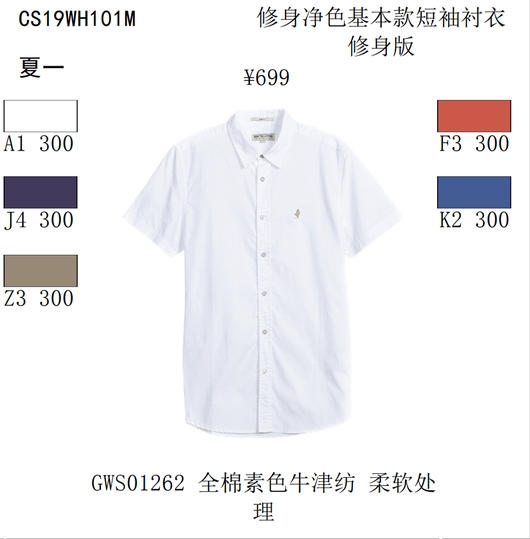 CS19WH101M
修身净色基本款短袖衬衣
修身版
夏一
¥699
A1 300
F3 300
J4 300
K2 300
Z3 300
GWS01262 全棉素色牛津纺 柔软处
理